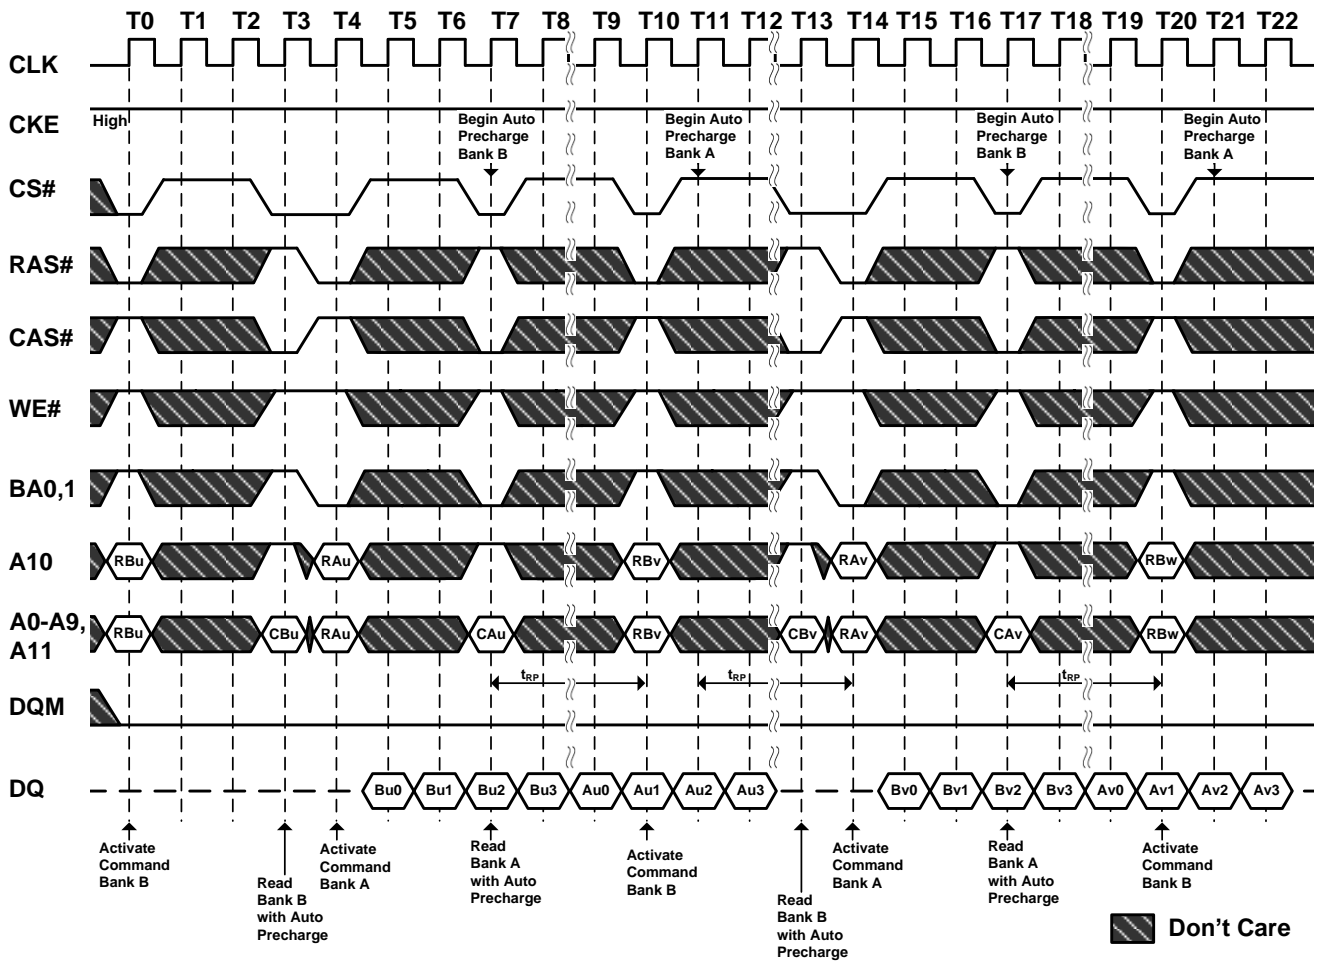 T0 T1 T2 T3 T4 T5 T6 T7 T8 T9 T10 T11 T12 T13 T14 T15 T16 T17 T18 T19 T20 T21 T22
CLK
CKE
High
Begin Auto
Precharge
Bank B
Begin Auto
Precharge
Bank A
Begin Auto
Precharge
Bank B
Begin Auto
Precharge
Bank A
CS#
RAS#
CAS#
WE#
BA0,1
A10
RBu RAu RBv RAv RBw
A0-A9,
A11
RBu CBu RAu CAu RBv CBv RAv CAv RBw
tRP tRP tRP
DQM
DQ
Bu0 Bu1 Bu2 Bu3 Au0 Au1 Au2 Au3 Bv0 Bv1 Bv2 Bv3 Av0 Av1 Av2 Av3
Activate
Command
Bank B
Read
Bank B
with Auto
Precharge
Activate
Command
Bank A
Read
Bank A
with Auto
Precharge
Activate
Command
Bank B
Read
Bank B
with Auto
Precharge
Activate
Command
Bank A
Read
Bank A
with Auto
Precharge
Activate
Command
Bank B
Don't Care